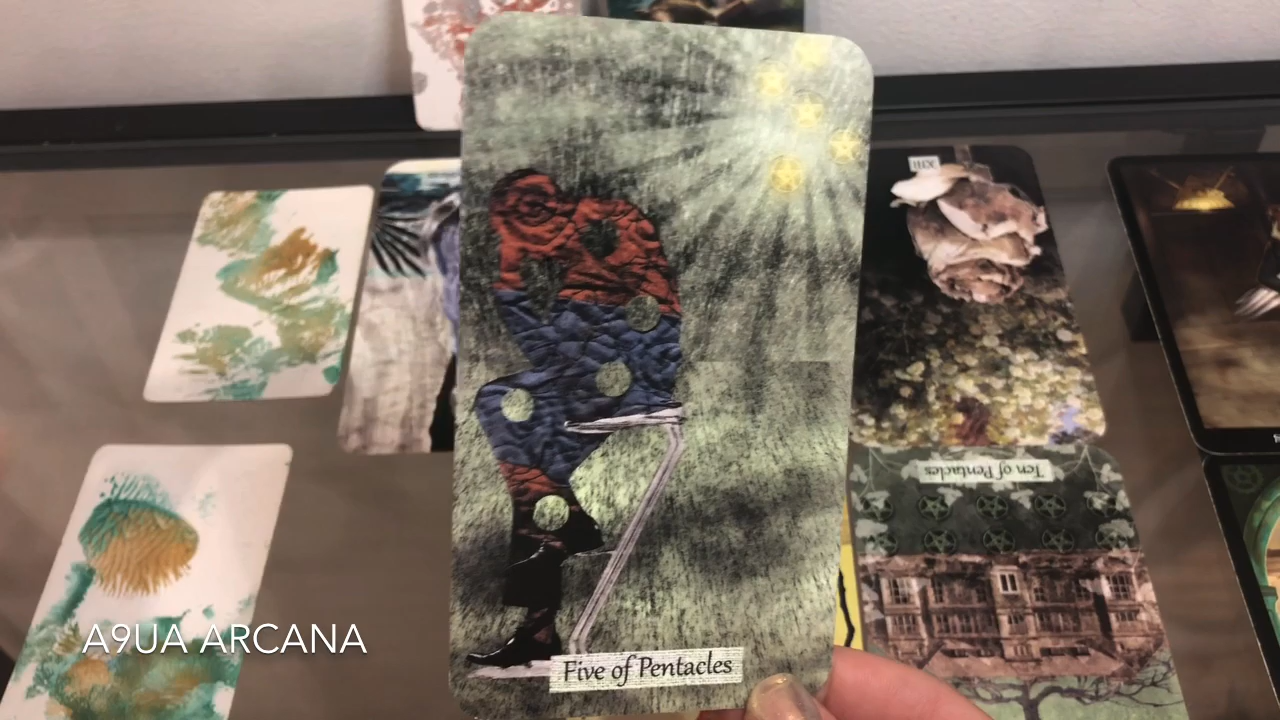 XIII
Ten of Pentacles
A9UA ARCANA
Five of Pentacles